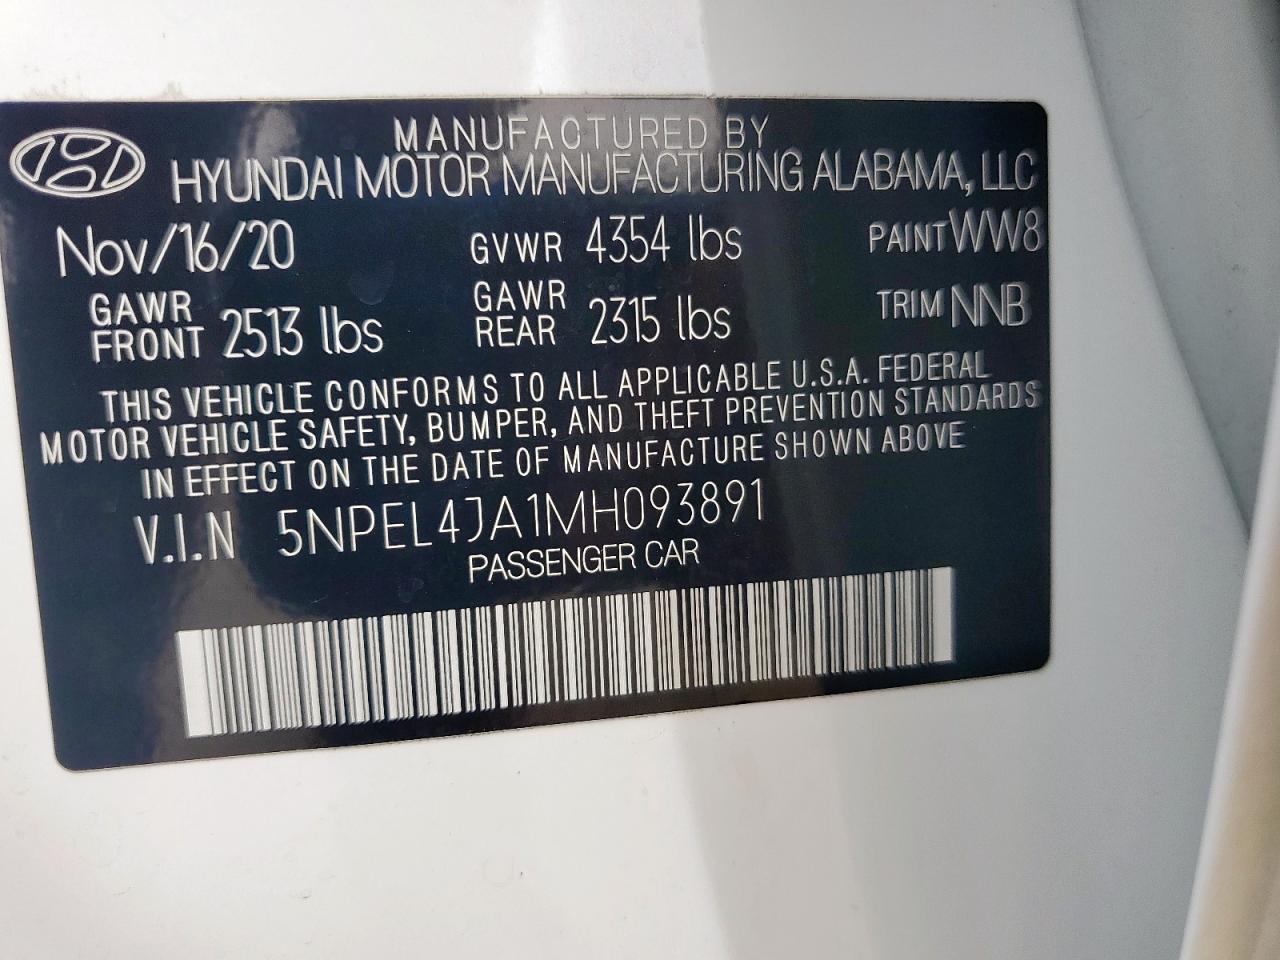 MANUFACTURED BY
HYUNDAI MOTOR MANUFACTURING ALABAMA, LLC
Nov/16/20 GVWR 4354 lbs PAINT WW8
GAWR FRONT 2513 lbs GAWR REAR 2315 lbs TRIM NNB
THIS VEHICLE CONFORMS TO ALL APPLICABLE U.S.A. FEDERAL
MOTOR VEHICLE SAFETY, BUMPER, AND THEFT PREVENTION STANDARDS
IN EFFECT ON THE DATE OF MANUFACTURE SHOWN ABOVE
V.I.N 5NPEL4JA1MH093891
PASSENGER CAR